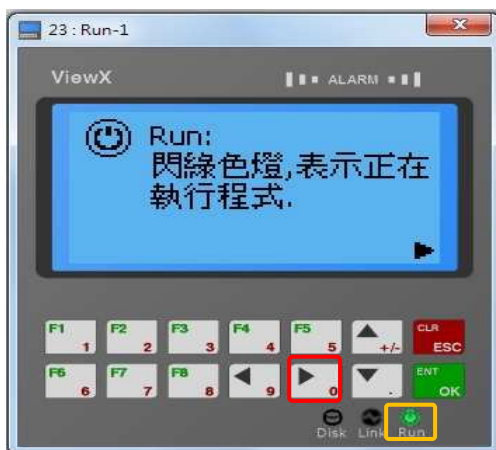 23 : Run-1
ViewX
ALARM
Run:
閃綠色燈,表示正在
執行程式.
F1 1 F2 2 F3 3 F4 4 F5 5 +/- CLR ESC
F6 6 F7 7 F8 8 9 0 . ENT OK
Disk Link Run